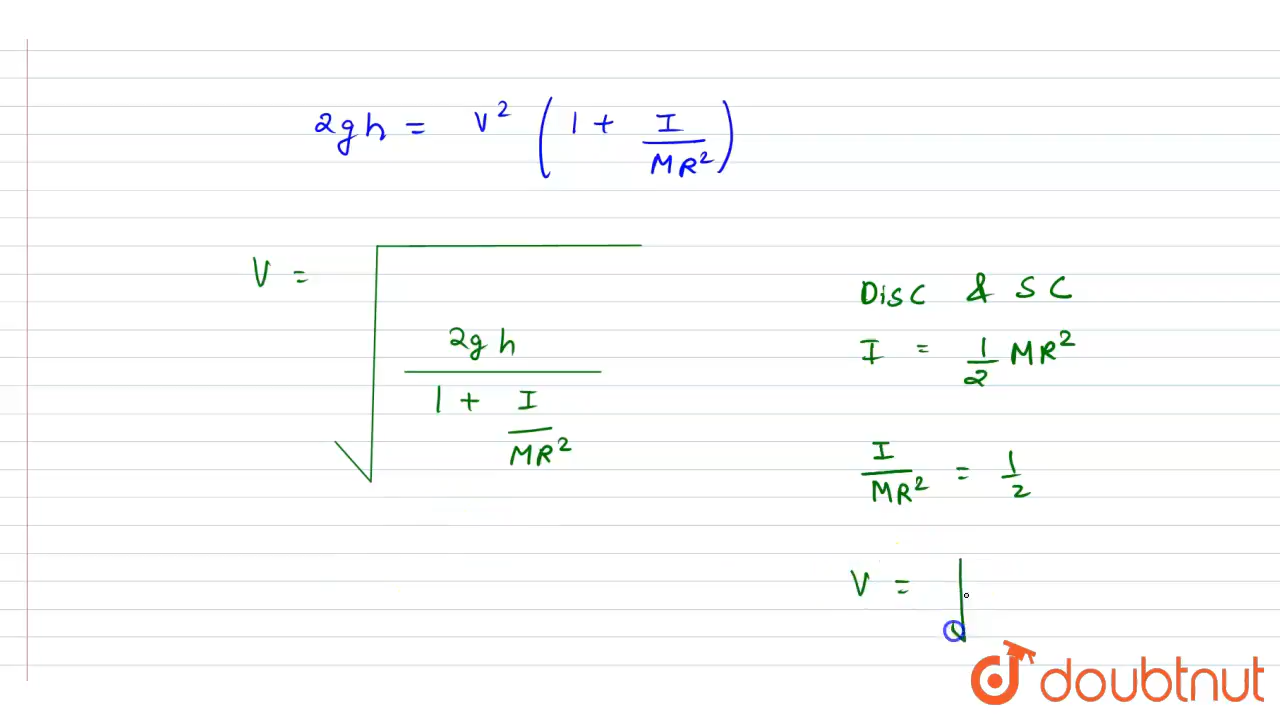 2gh = V² (1 + I/MR²)
V = √(2gh/(1 + I/MR²))
DiSC & SC
I = 1/2 MR²
I/MR² = 1/2
V = √
doubtnut